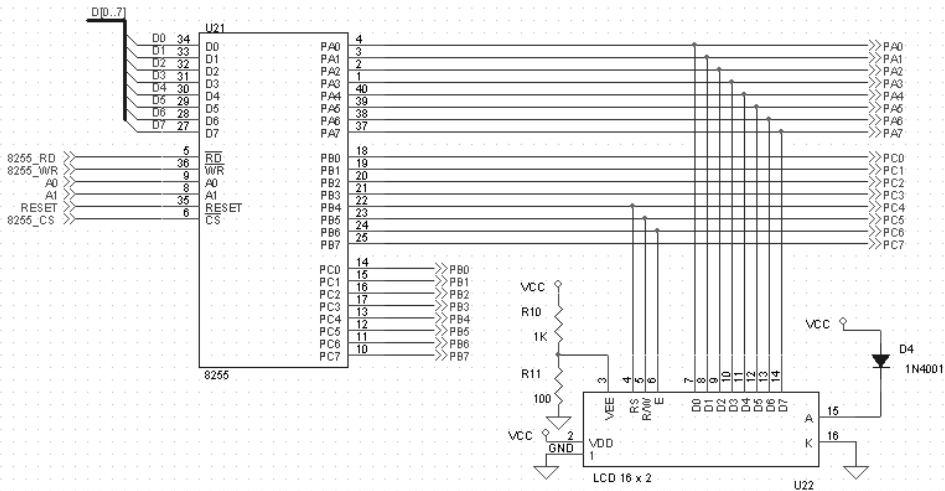 D[0..7]
U21
D0 34 D0 PA0 4 PA0
D1 33 D1 PA1 3 PA1
D2 32 D2 PA2 2 PA2
D3 31 D3 PA3 1 PA3
D4 30 D4 PA4 40 PA4
D5 29 D5 PA5 39 PA5
D6 28 D6 PA6 38 PA6
D7 27 D7 PA7 37 PA7
8255_RD 5 RD PB0 18 PC0
8255_WR 36 WR PB1 19 PC1
A0 9 A0 PB2 20 PC2
A1 8 A1 PB3 21 PC3
RESET 35 RESET PB4 22 PC4
8255_CS 6 CS PB5 23 PC5
PB6 24 PC6
PB7 25 PC7
PC0 14 PB0
PC1 15 PB1
PC2 16 PB2
PC3 17 PB3
PC4 13 PB4
PC5 12 PB5
PC6 11 PB6
PC7 10 PB7
8255
VCC
R10
1K
R11
100
VCC
D4
1N4001
3 4 5 6 7 8 9 10 11 12 13 14
VEE RS R/W E D0 D1 D2 D3 D4 D5 D6 D7
A 15
K 16
VCC 2 VDD
GND 1
LCD 16 x 2
U22